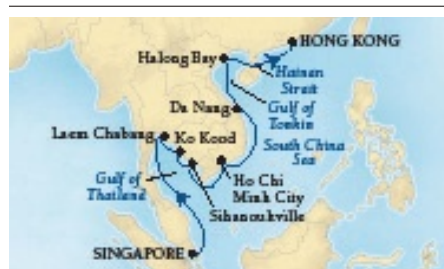 HONG KONG
Halong Bay
Hainan
Strait
Da Nang
Gulf of
Tonkin
Laem Chabang
Ko Kood
South China
Sea
Gulf of
Thailand
Ho Chi
Minh City
Sihanoukville
SINGAPORE